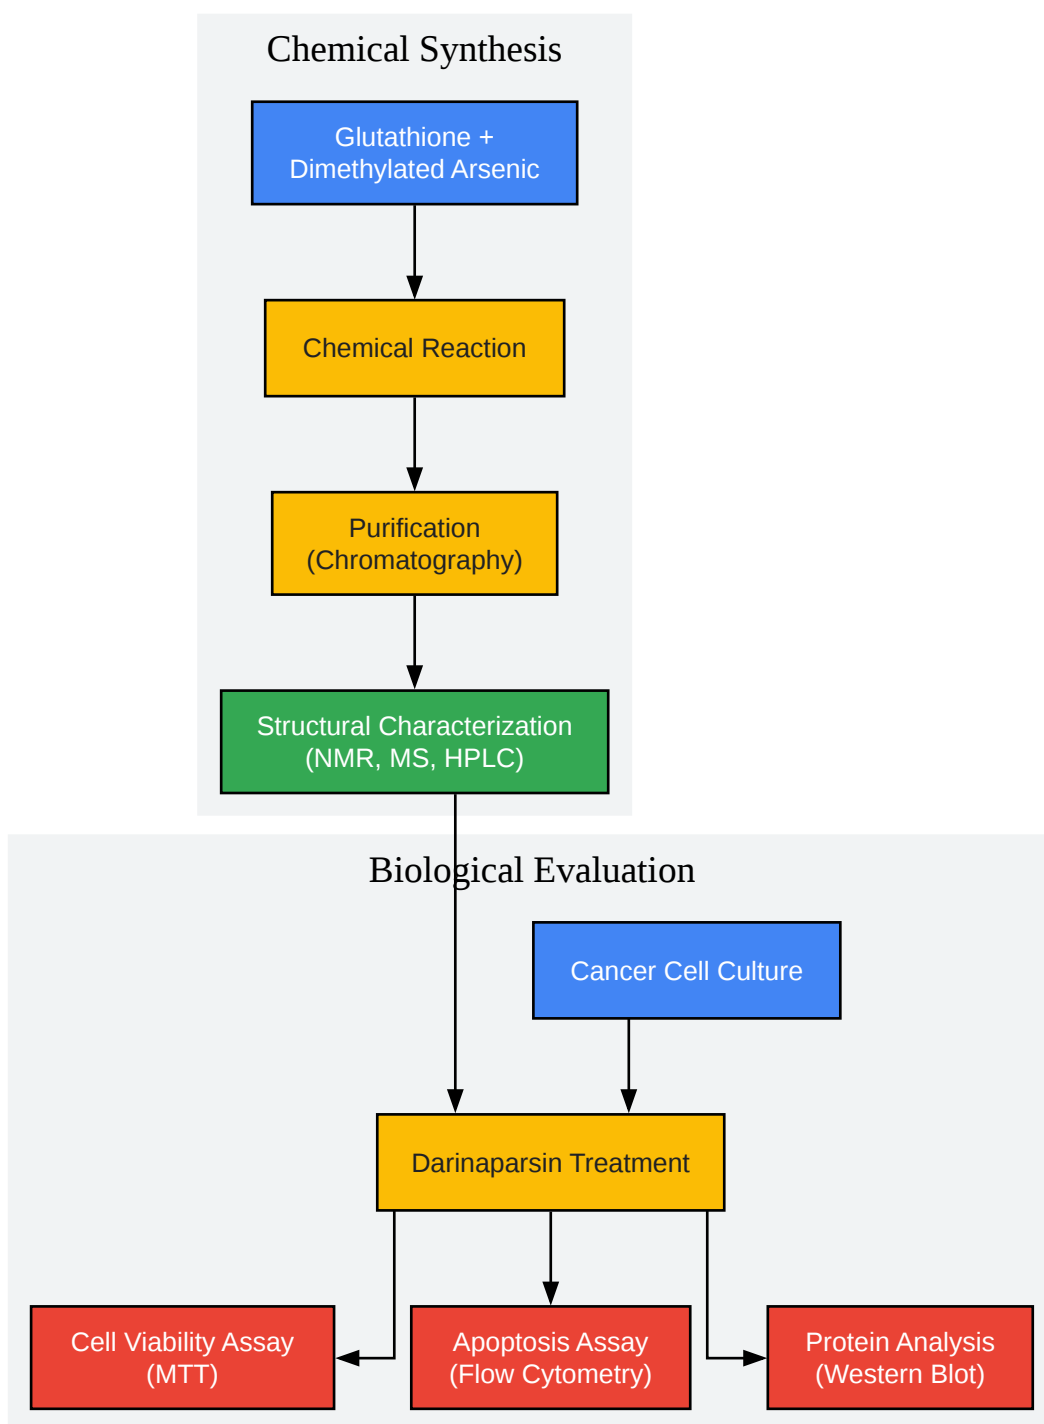 Chemical Synthesis
Glutathione +
Dimethylated Arsenic
Chemical Reaction
Purification
(Chromatography)
Structural Characterization
(NMR, MS, HPLC)
Biological Evaluation
Cancer Cell Culture
Darinaparsin Treatment
Cell Viability Assay
(MTT)
Apoptosis Assay
(Flow Cytometry)
Protein Analysis
(Western Blot)